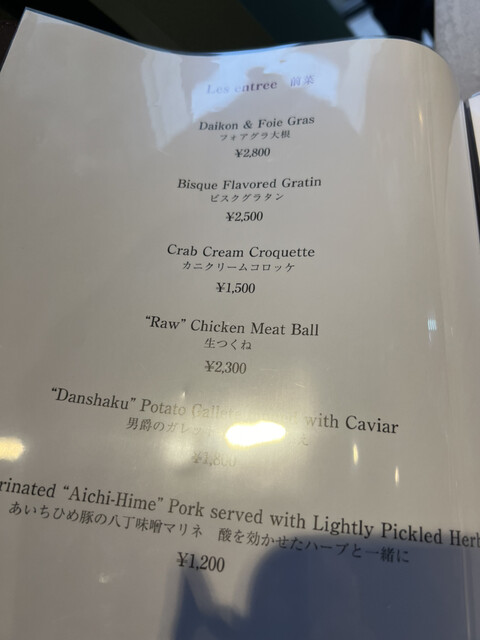 Les entree 前菜
Daikon & Foie Gras
フォアグラ大根
¥2,800
Bisque Flavored Gratin
ビスクグラタン
¥2,500
Crab Cream Croquette
カニクリームコロッケ
¥1,500
“Raw” Chicken Meat Ball
生つくね
¥2,300
“Danshaku” Potato with Caviar
男爵のガレ
¥1,800
“Aichi-Hime” Pork served with Lightly Pickled
あいちひめ豚の八丁味噌マリネ 酸を効かせたハーブと一緒に
¥1,200